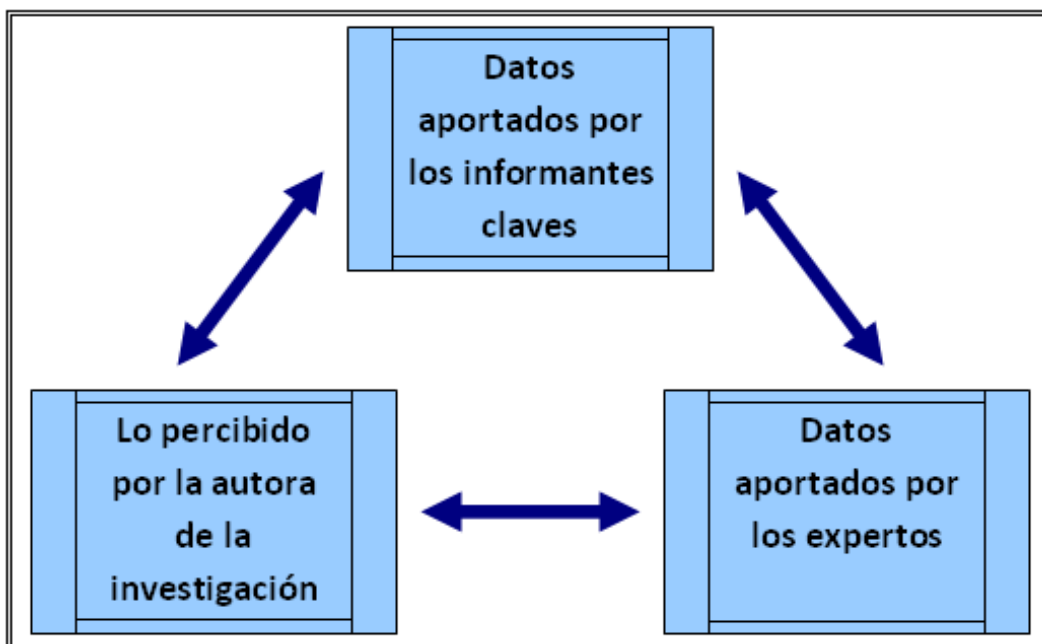 Datos
aportados por
los informantes
claves
Lo percibido
por la autora
de la
investigación
Datos
aportados por
los expertos